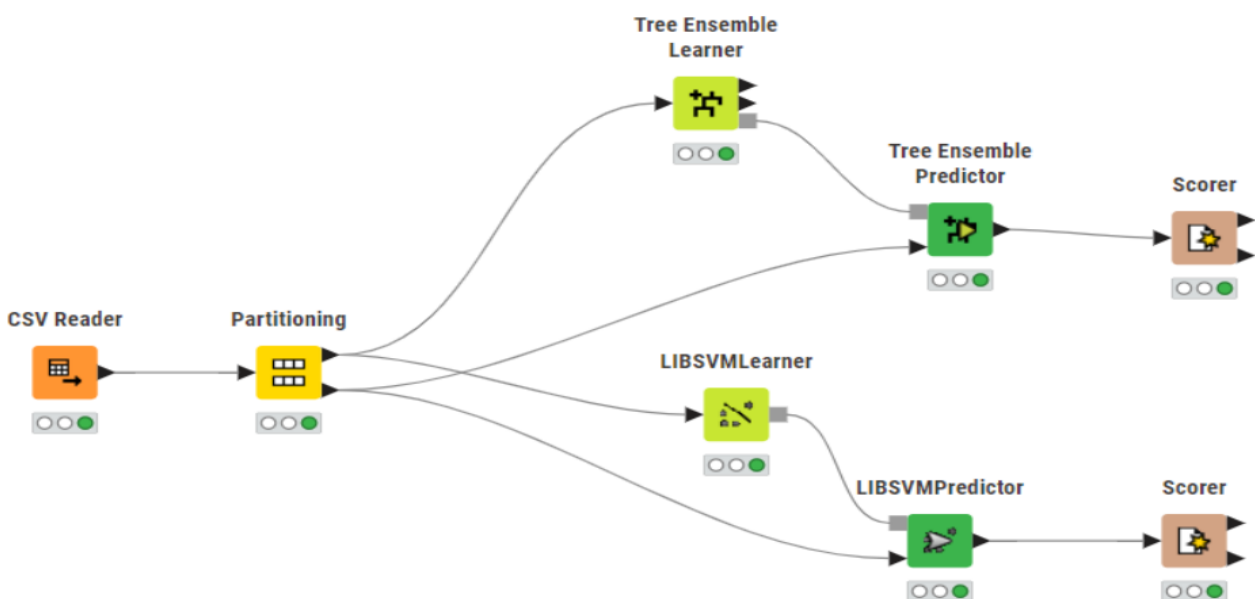 Tree Ensemble
Learner
Tree Ensemble
Predictor
Scorer
CSV Reader
Partitioning
LIBSVMLearner
LIBSVMPredictor
Scorer